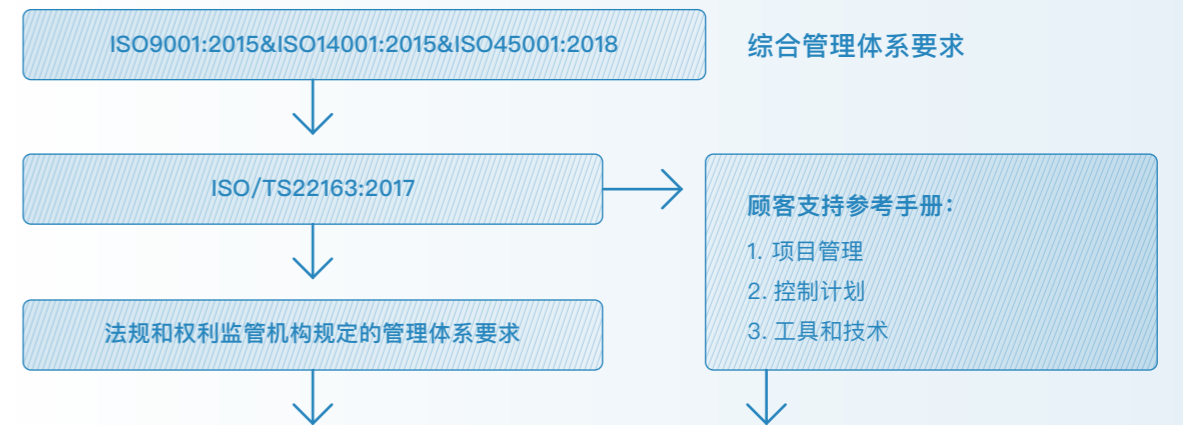 ISO9001:2015&ISO14001:2015&ISO45001:2018
综合管理体系要求
ISO/TS22163:2017
顾客支持参考手册：
1. 项目管理
2. 控制计划
3. 工具和技术
法规和权利监管机构规定的管理体系要求